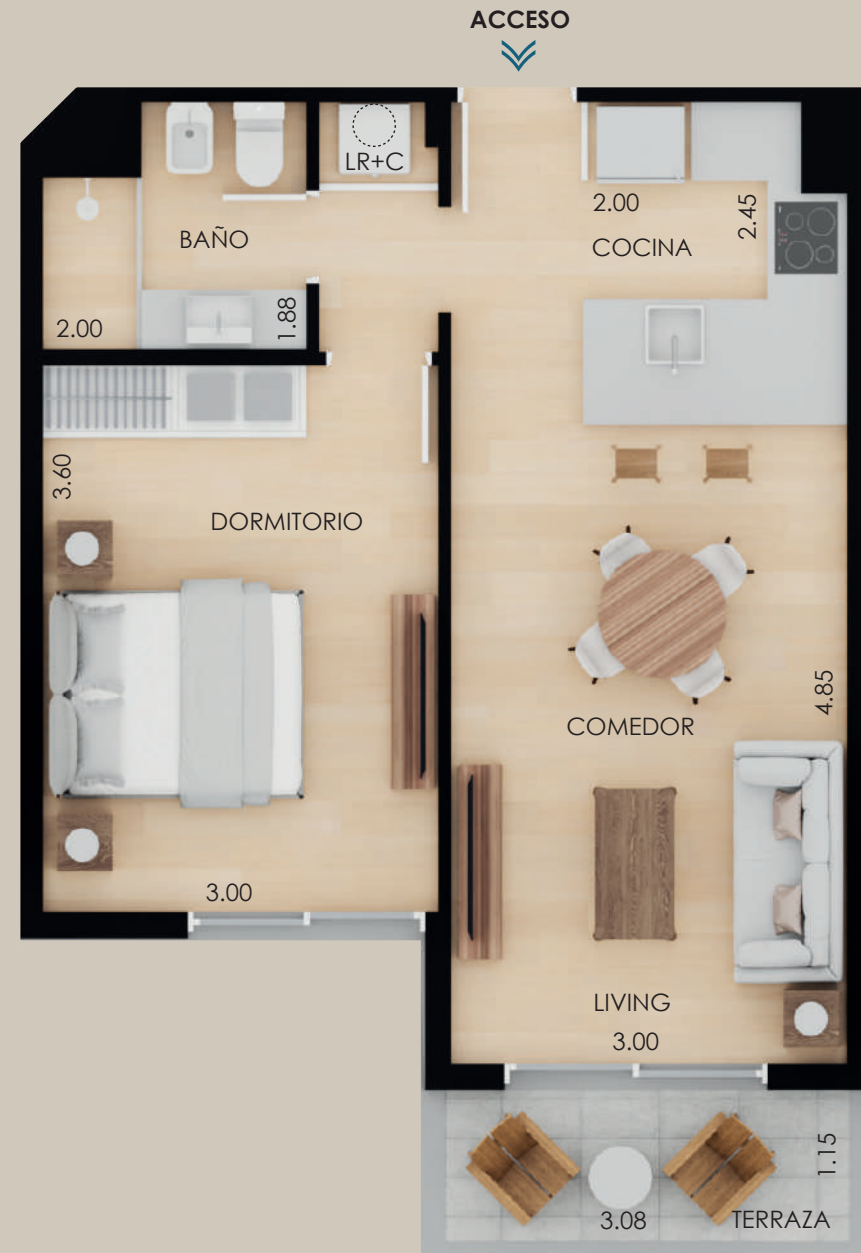 ACCESO
LR+C
2.00
2.45
BAÑO
COCINA
2.00
1.88
3.60
DORMITORIO
4.85
COMEDOR
3.00
LIVING
3.00
1.15
3.08
TERRAZA